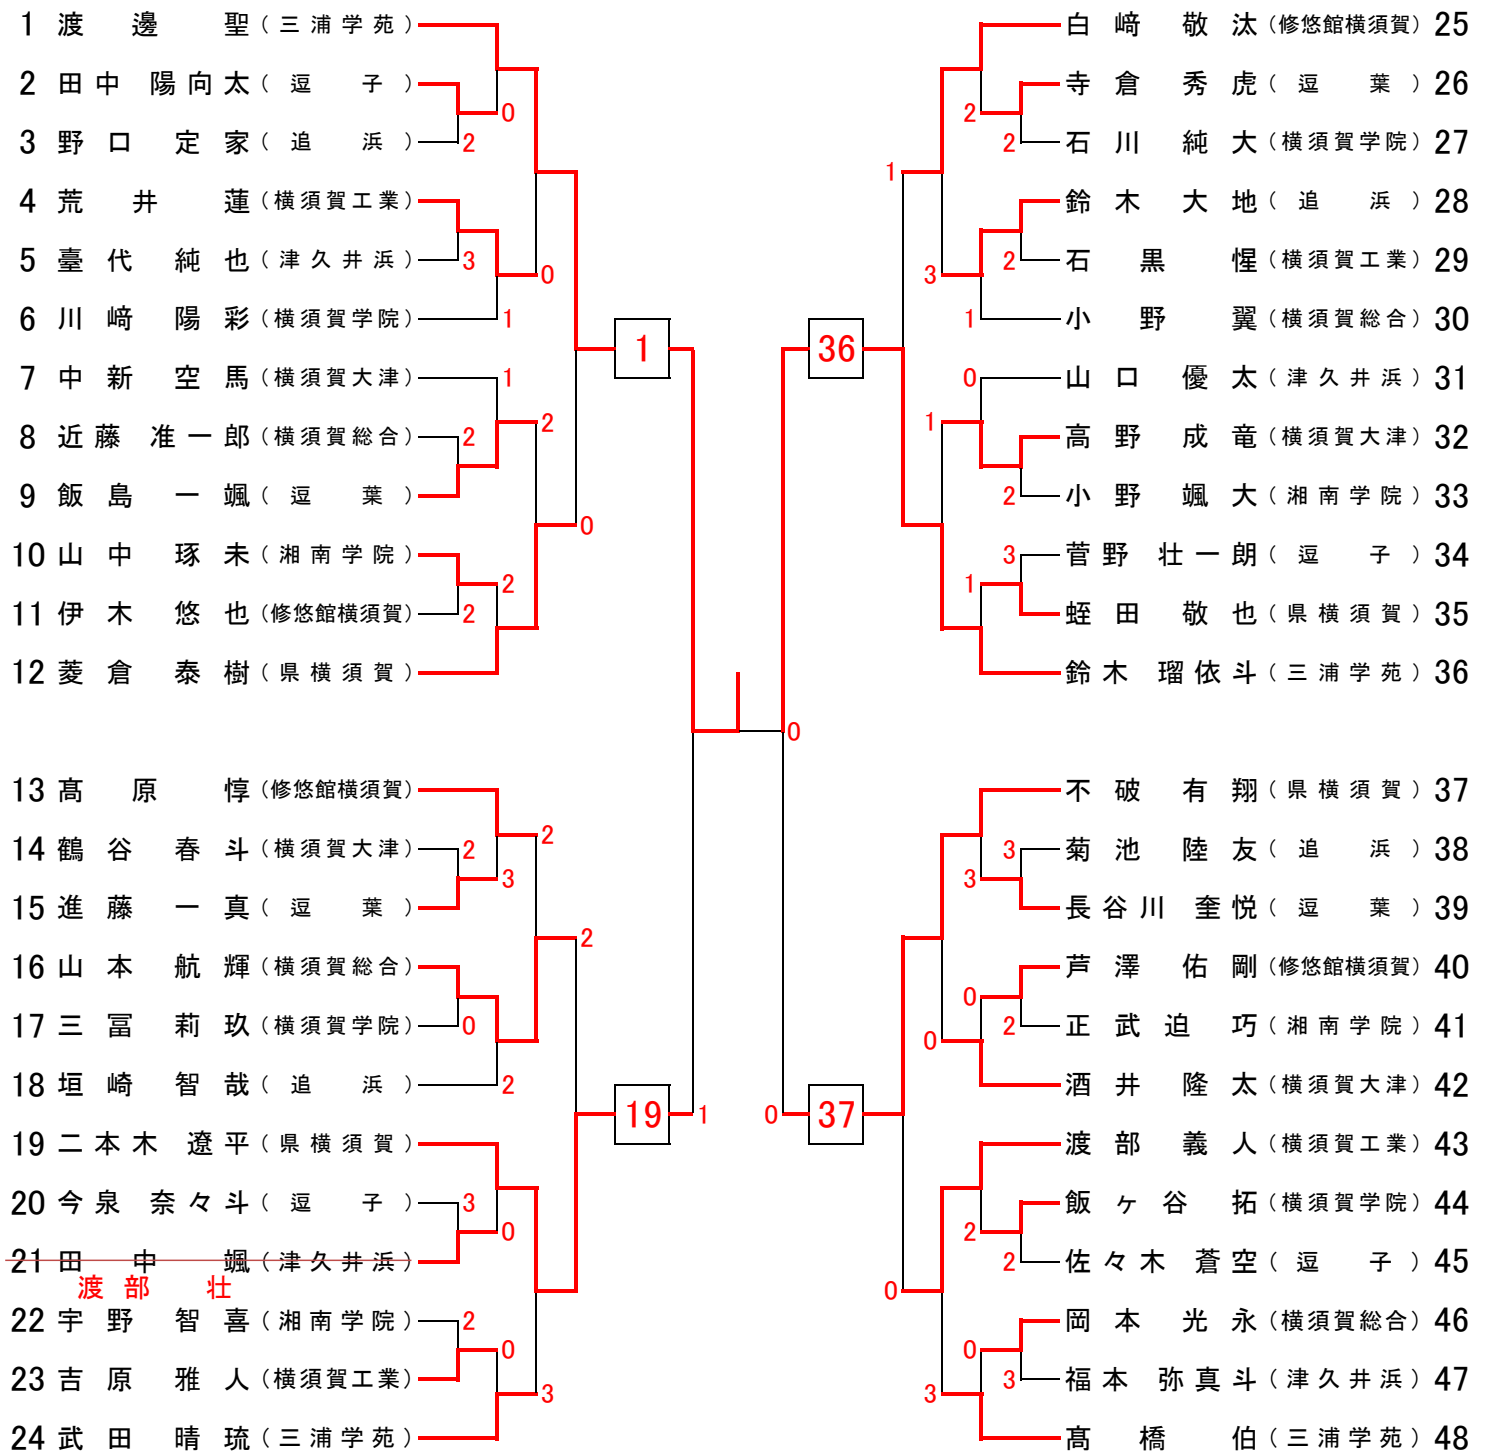 1 渡邊 聖 (三浦学苑)
2 田中 陽向太 (逗子)
0
3 野口 定家 (追浜) 2
4 荒井 蓮 (横須賀工業)
5 臺代 純也 (津久井浜) 3
0
6 川﨑 陽彩 (横須賀学院) 1
1
7 中新 空馬 (横須賀大津) 1
2
8 近藤 准一郎 (横須賀総合) 2
9 飯島 一颯 (逗葉)
0
10 山中 琢未 (湘南学院)
2
11 伊木 悠也 (修悠館横須賀) 2
12 菱倉 泰樹 (県横須賀)
13 髙原 惇 (修悠館横須賀)
2
14 鶴谷 春斗 (横須賀大津) 2
3
15 進藤 一真 (逗葉)
2
16 山本 航輝 (横須賀総合)
17 三冨 莉玖 (横須賀学院) 0
18 垣崎 智哉 (追浜) 2
19 1
19 二本木 遼平 (県横須賀)
20 今泉 奈々斗 (逗子) 3
0
21 田中 颯 (津久井浜)
渡部 壮
22 宇野 智喜 (湘南学院) 2
0
23 吉原 雅人 (横須賀工業)
3
24 武田 晴琉 (三浦学苑)
0
白﨑 敬汰 (修悠館横須賀) 25
寺倉 秀虎 (逗葉) 26
2
2 石川 純大 (横須賀学院) 27
1
鈴木 大地 (追浜) 28
2 石黒 惺 (横須賀工業) 29
3
1 小野 翼 (横須賀総合) 30
36
0 山口 優太 (津久井浜) 31
1
高野 成竜 (横須賀大津) 32
2 小野 颯大 (湘南学院) 33
3 菅野 壮一朗 (逗子) 34
1
蛭田 敬也 (県横須賀) 35
鈴木 瑠依斗 (三浦学苑) 36
不破 有翔 (県横須賀) 37
3 菊池 陸友 (追浜) 38
3
長谷川 奎悦 (逗葉) 39
芦澤 佑剛 (修悠館横須賀) 40
0
2 正武迫 巧 (湘南学院) 41
0
酒井 隆太 (横須賀大津) 42
0 37
渡部 義人 (横須賀工業) 43
飯ヶ谷 拓 (横須賀学院) 44
2
2 佐々木 蒼空 (逗子) 45
0
岡本 光永 (横須賀総合) 46
0
3 福本 弥真斗 (津久井浜) 47
3
髙橋 伯 (三浦学苑) 48